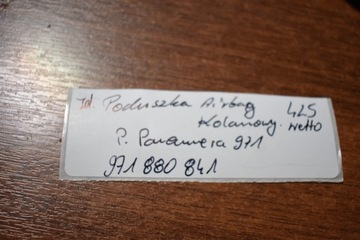 Td. Poduszka Airbag 425
Kolanowy. netto
P. Panamera 971
971 880 841